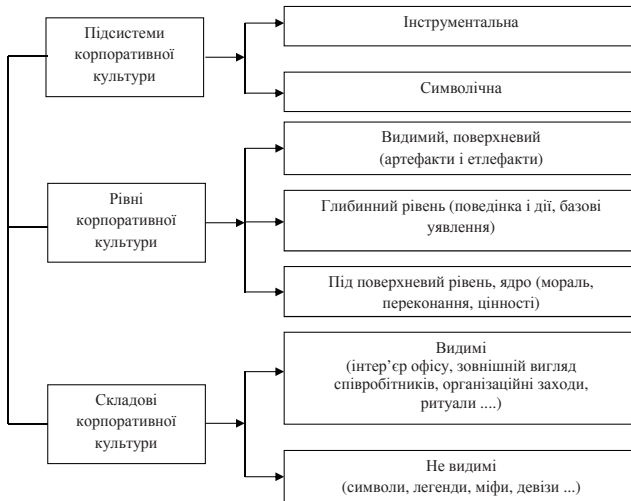 Підсистеми
корпоративної
культури
Інструментальна
Символічна
Рівні
корпоративної
культури
Видимий, поверхневий
(артефакти і етлефакти)
Глибинний рівень (поведінка і дії, базові
уявлення)
Під поверхневий рівень, ядро (мораль,
переконання, цінності)
Складові
корпоративної
культури
Видимі
(інтер’єр офісу, зовнішній вигляд
співробітників, організаційні заходи,
ритуали ....)
Не видимі
(символи, легенди, міфи, девізи ...)